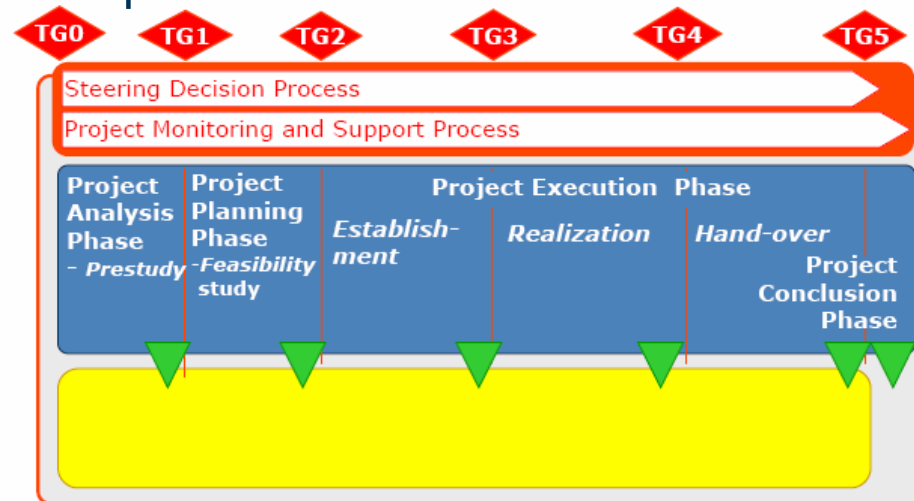 TG0 TG1 TG2 TG3 TG4 TG5
Steering Decision Process
Project Monitoring and Support Process
Project
Analysis
Phase
- Prestudy
Project
Planning
Phase
-Feasibility
study
Project Execution Phase
Establish-
ment
Realization
Hand-over
Project
Conclusion
Phase